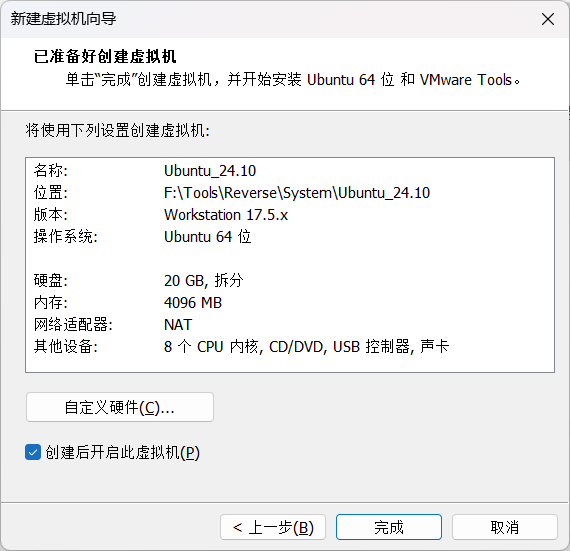 新建虚拟机向导
已准备好创建虚拟机
单击“完成”创建虚拟机，并开始安装 Ubuntu 64 位 和 VMware Tools。
将使用下列设置创建虚拟机:
名称: Ubuntu_24.10
位置: F:\Tools\Reverse\System\Ubuntu_24.10
版本: Workstation 17.5.x
操作系统: Ubuntu 64 位
硬盘: 20 GB, 拆分
内存: 4096 MB
网络适配器: NAT
其他设备: 8 个 CPU 内核, CD/DVD, USB 控制器, 声卡
自定义硬件(C)...
创建后开启此虚拟机(P)
< 上一步(B) 完成 取消